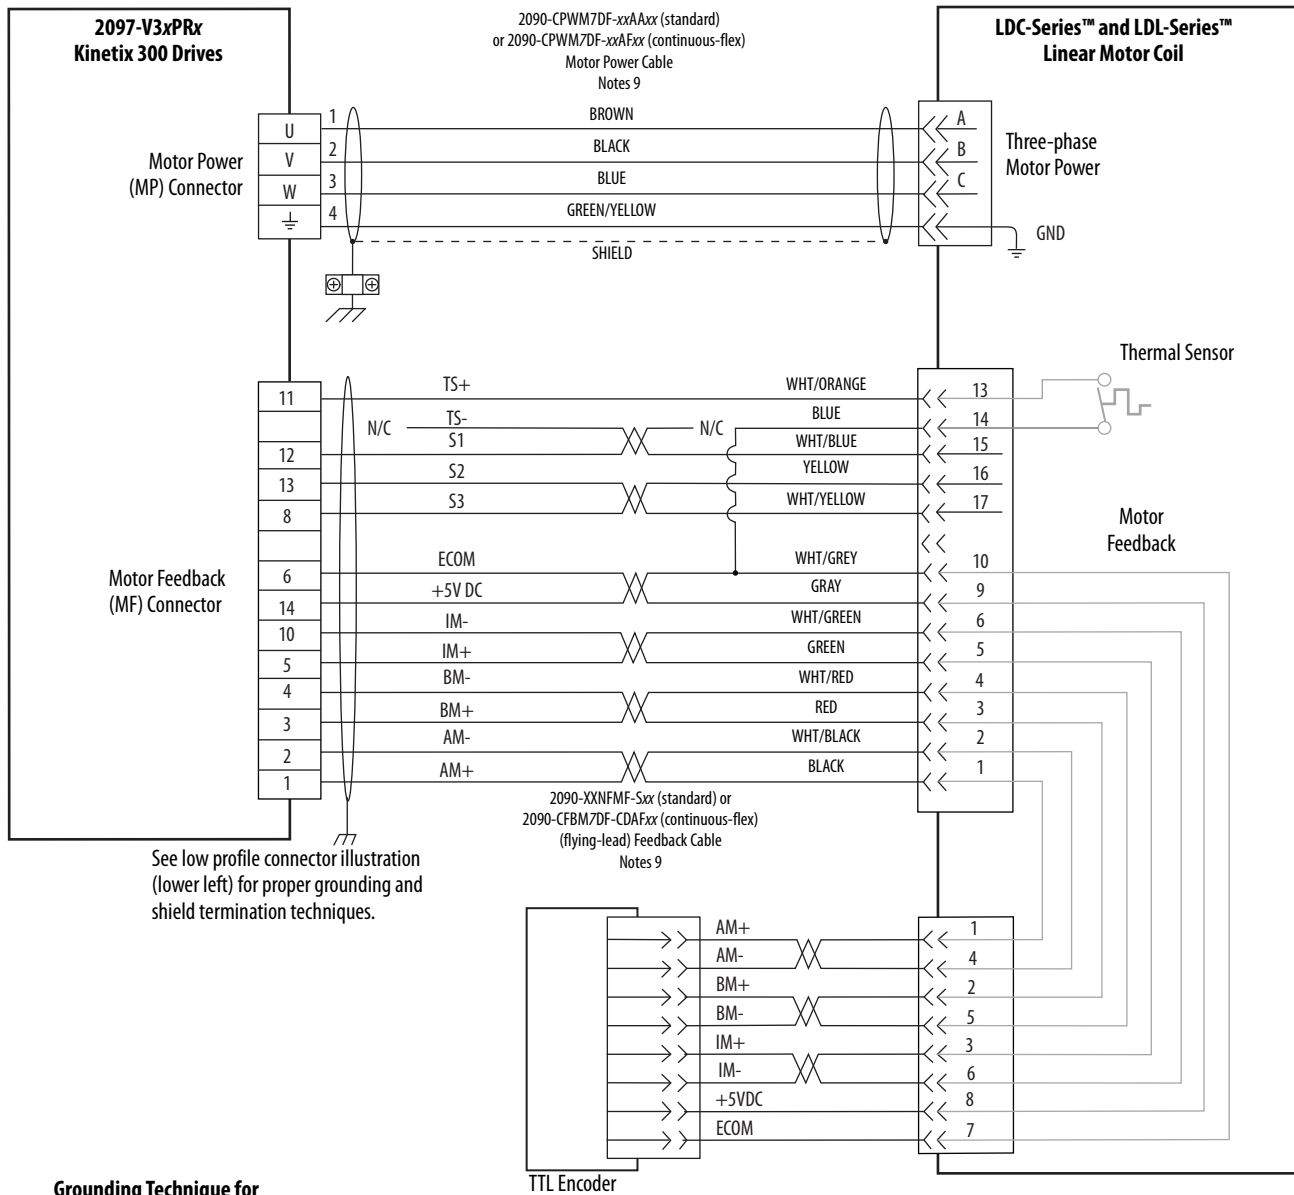 2097-V3xPRx
Kinetix 300 Drives
2090-CPWM7DF-xxAAxx (standard)
or 2090-CPWM7DF-xxAFxx (continuous-flex)
Motor Power Cable
Notes 9
LDC-Series™ and LDL-Series™
Linear Motor Coil
Motor Power
(MP) Connector
U 1 BROWN A
V 2 BLACK B
W 3 BLUE C
4 GREEN/YELLOW
SHIELD
Three-phase
Motor Power
GND
Thermal Sensor
11 TS+ WHT/ORANGE 13
N/C TS- N/C BLUE 14
12 S1 WHT/BLUE 15
13 S2 YELLOW 16
8 S3 WHT/YELLOW 17
Motor
Feedback
Motor Feedback
(MF) Connector
6 ECOM WHT/GREY 10
14 +5V DC GRAY 9
10 IM- WHT/GREEN 6
5 IM+ GREEN 5
4 BM- WHT/RED 4
3 BM+ RED 3
2 AM- WHT/BLACK 2
1 AM+ BLACK 1
2090-XXNFMF-Sxx (standard) or
2090-CFBM7DF-CDAFxx (continuous-flex)
(flying-lead) Feedback Cable
Notes 9
See low profile connector illustration
(lower left) for proper grounding and
shield termination techniques.
AM+ 1
AM- 4
BM+ 2
BM- 5
IM+ 3
IM- 6
+5VDC 8
ECOM 7
TTL Encoder
Grounding Technique for